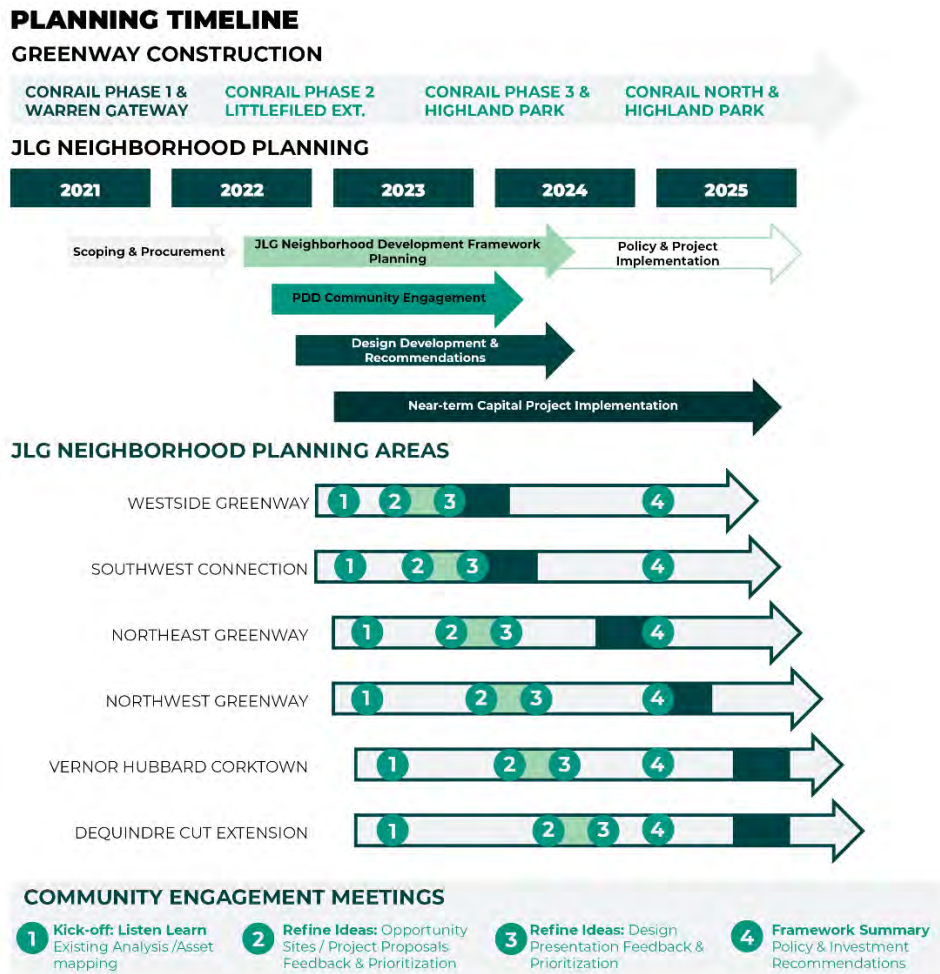 PLANNING TIMELINE
GREENWAY CONSTRUCTION
CONRAIL PHASE 1 &
WARREN GATEWAY
CONRAIL PHASE 2
LITTLEFILED EXT.
CONRAIL PHASE 3 &
HIGHLAND PARK
CONRAIL NORTH &
HIGHLAND PARK
JLG NEIGHBORHOOD PLANNING
2021 2022 2023 2024 2025
Scoping & Procurement
JLG Neighborhood Development Framework
Planning
Policy & Project
Implementation
PDD Community Engagement
Design Development &
Recommendations
Near-term Capital Project Implementation
JLG NEIGHBORHOOD PLANNING AREAS
WESTSIDE GREENWAY 1 2 3 4
SOUTHWEST CONNECTION 1 2 3 4
NORTHEAST GREENWAY 1 2 3 4
NORTHWEST GREENWAY 1 2 3 4
VERNOR HUBBARD CORKTOWN 1 2 3 4
DEQUINDRE CUT EXTENSION 1 2 3 4
COMMUNITY ENGAGEMENT MEETINGS
1 Kick-off: Listen Learn
Existing Analysis /Asset
mapping
2 Refine Ideas: Opportunity
Sites / Project Proposals
Feedback & Prioritization
3 Refine Ideas: Design
Presentation Feedback &
Prioritization
4 Framework Summary
Policy & Investment
Recommendations